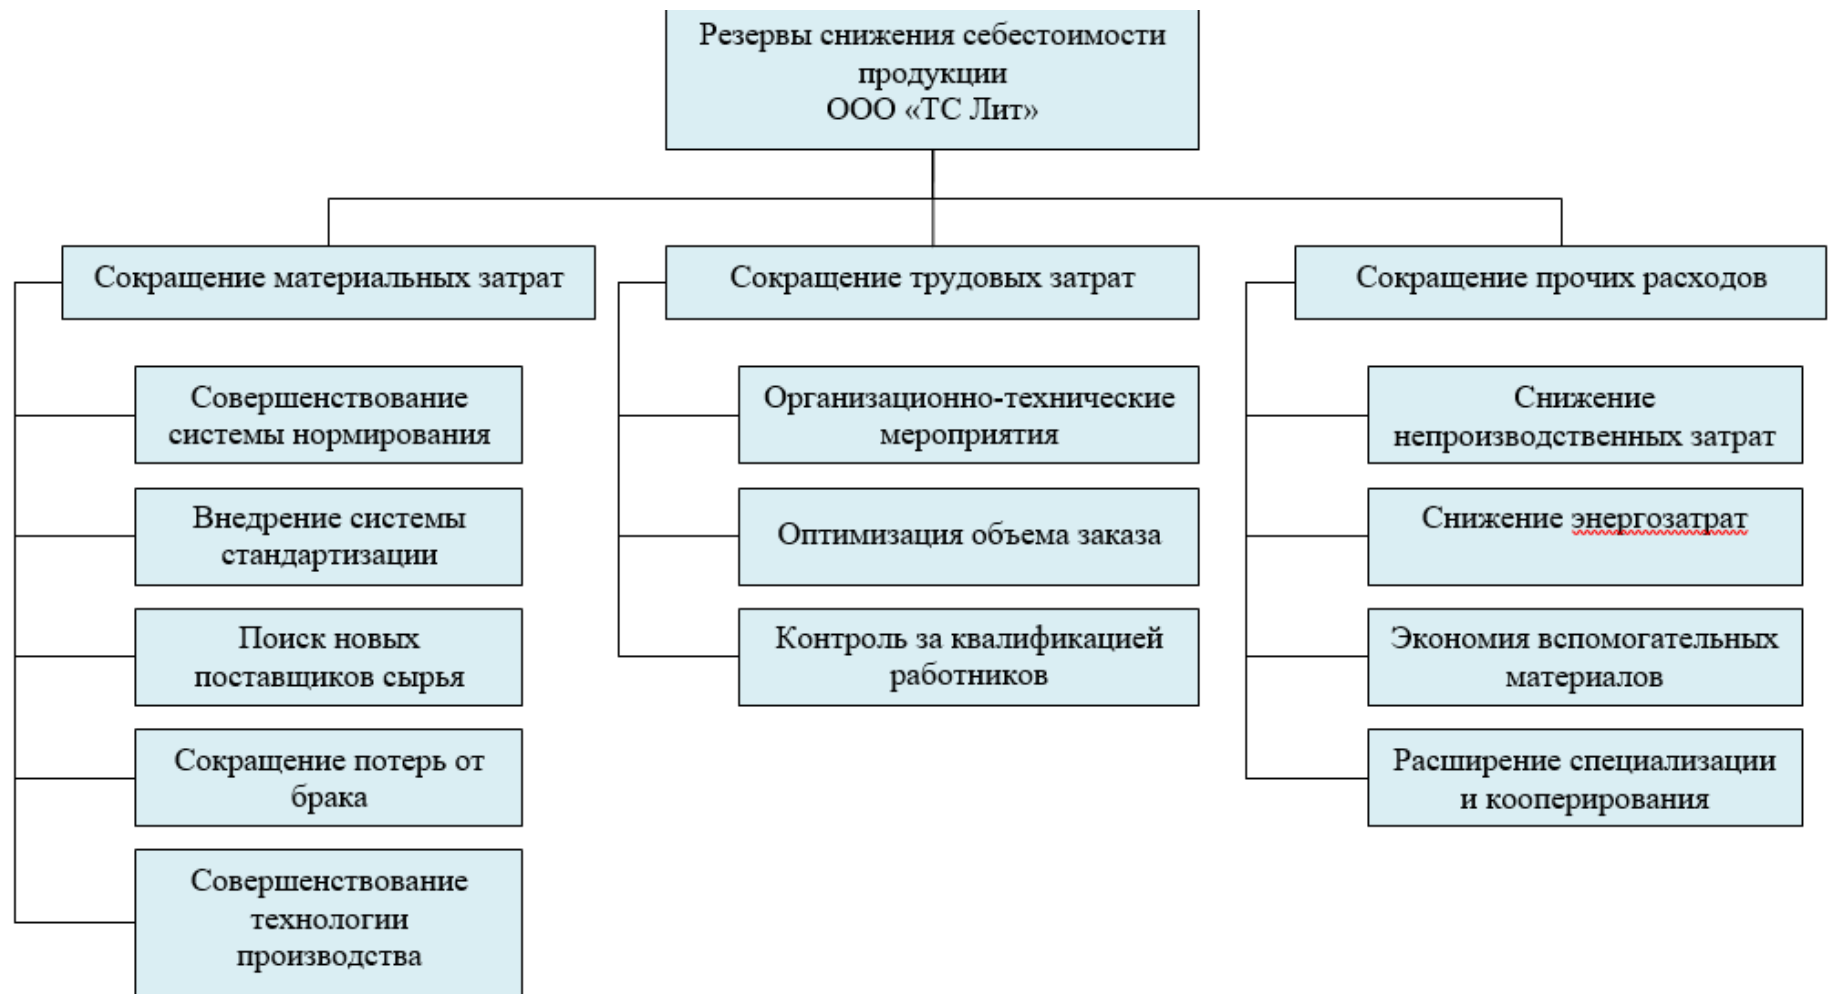 Резервы снижения себестоимости
продукции
ООО «ТС Лит»
Сокращение материальных затрат
Совершенствование
системы нормирования
Внедрение системы
стандартизации
Поиск новых
поставщиков сырья
Сокращение потерь от
брака
Совершенствование
технологии
производства
Сокращение трудовых затрат
Организационно-технические
мероприятия
Оптимизация объема заказа
Контроль за квалификацией
работников
Сокращение прочих расходов
Снижение
непроизводственных затрат
Снижение энергозатрат
Экономия вспомогательных
материалов
Расширение специализации
и кооперирования